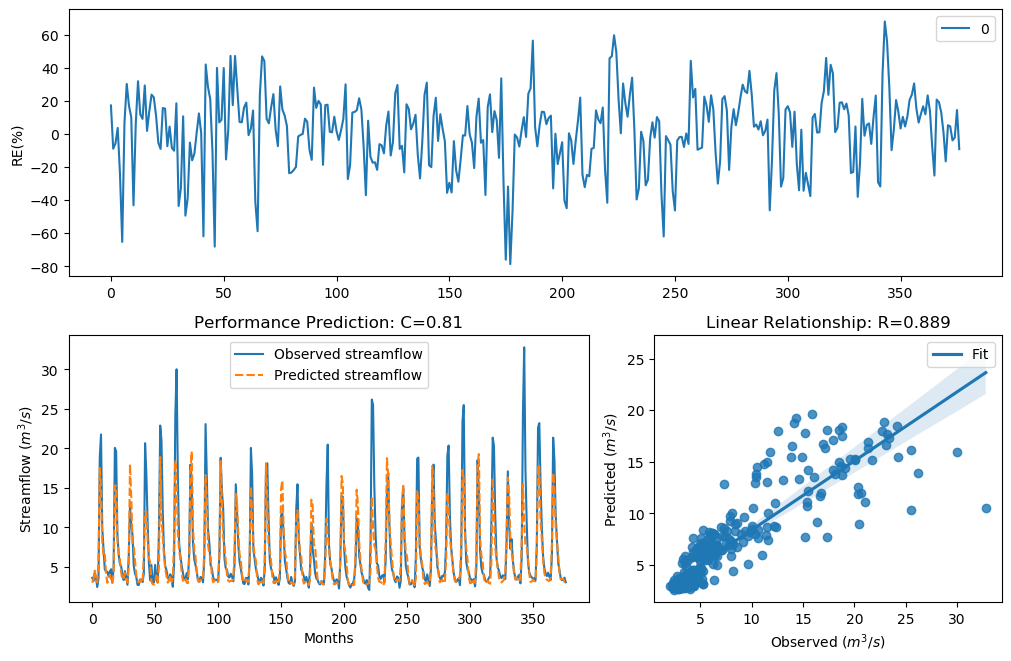 60
40
20
0
−20
−40
−60
−80
RE(%)
0
0 50 100 150 200 250 300 350
Performance Prediction: C=0.81
Observed streamflow
Predicted streamflow
30
25
20
15
10
5
Streamflow (m³/s)
0 50 100 150 200 250 300 350
Months
Linear Relationship: R=0.889
Fit
25
20
15
10
5
Predicted (m³/s)
5 10 15 20 25 30
Observed (m³/s)